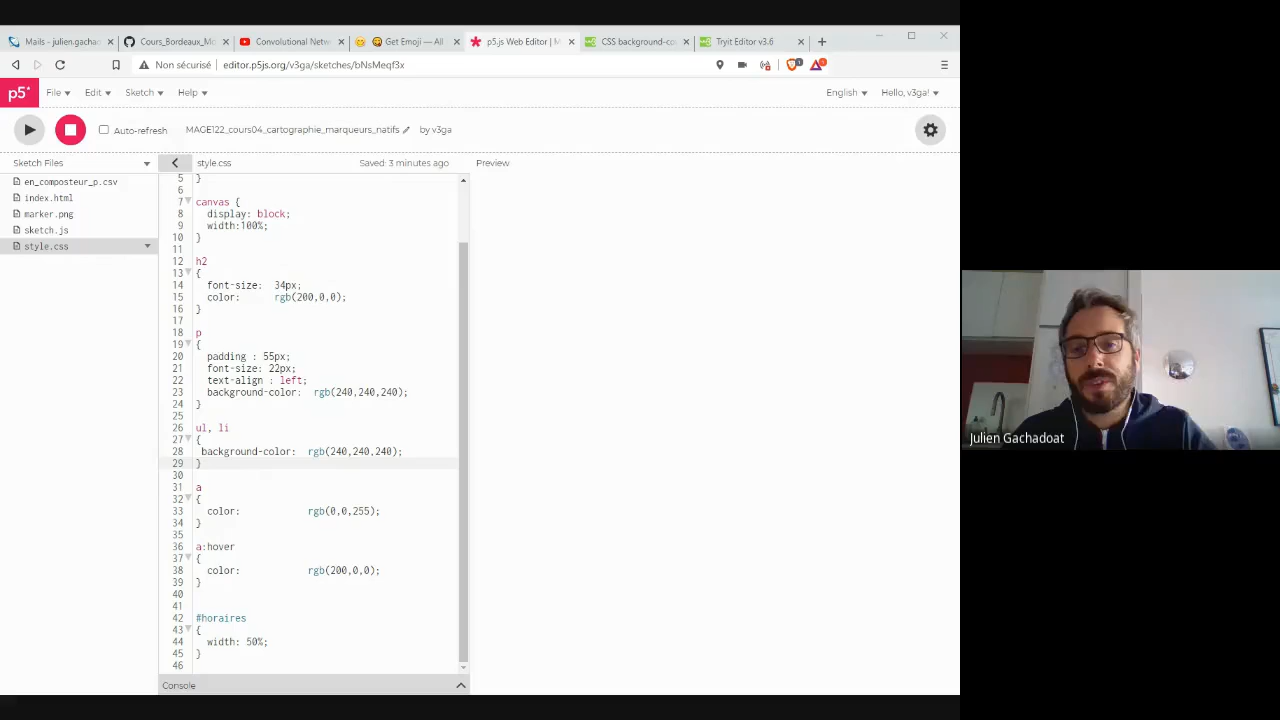 Mails - julien.gachan
Cours_Bordeaux_Mo
Convolutional Netw
Get Emoji — All
p5.js Web Editor | M
CSS background-co
Tryit Editor v3.6
Non sécurisé
editor.p5js.org/v3ga/sketches/bNsMeqf3x
p5*
File
Edit
Sketch
Help
English
Hello, v3ga!
Auto-refresh
MAGE122_cours04_cartographie_marqueurs_natifs
by v3ga
Sketch Files
style.css
Saved: 3 minutes ago
Preview
en_composteur_p.csv
index.html
marker.png
sketch.js
style.css
5 }
6
7 canvas {
8 display: block;
9 width:100%;
10 }
11
12 h2
13 {
14 font-size: 34px;
15 color: rgb(200,0,0);
16 }
17
18 p
19 {
20 padding : 55px;
21 font-size: 22px;
22 text-align : left;
23 background-color: rgb(240,240,240);
24 }
25
26 ul, li
27 {
28 background-color: rgb(240,240,240);
29 }
30
31 a
32 {
33 color: rgb(0,0,255);
34 }
35
36 a:hover
37 {
38 color: rgb(200,0,0);
39 }
40
41
42 #horaires
43 {
44 width: 50%;
45 }
46
Console
Julien Gachadoat